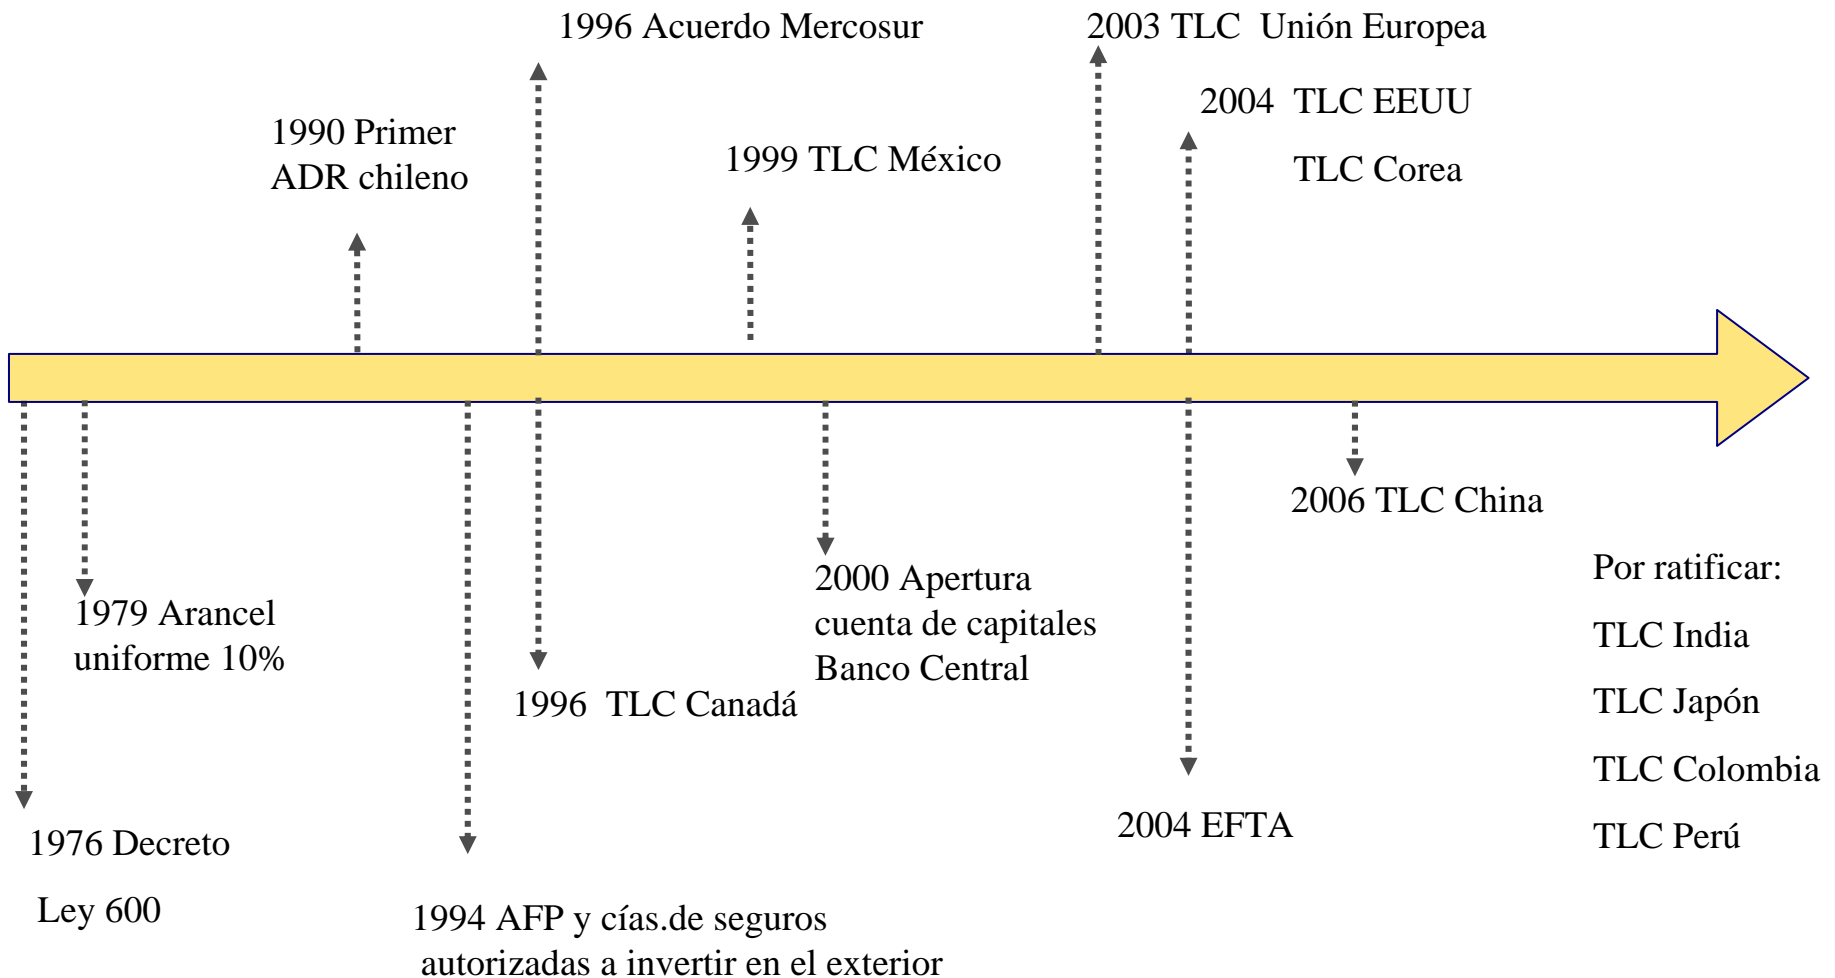 1996 Acuerdo Mercosur
2003 TLC  Unión Europea
2004  TLC EEUU
TLC Corea
1990 Primer
ADR chileno
1999 TLC México
2006 TLC China
1979 Arancel
uniforme 10%
2000 Apertura
cuenta de capitales
Banco Central
1996  TLC Canadá
2004 EFTA
1976 Decreto
Ley 600
1994 AFP y cías.de seguros
autorizadas a invertir en el exterior
Por ratificar:
TLC India
TLC Japón
TLC Colombia
TLC Perú